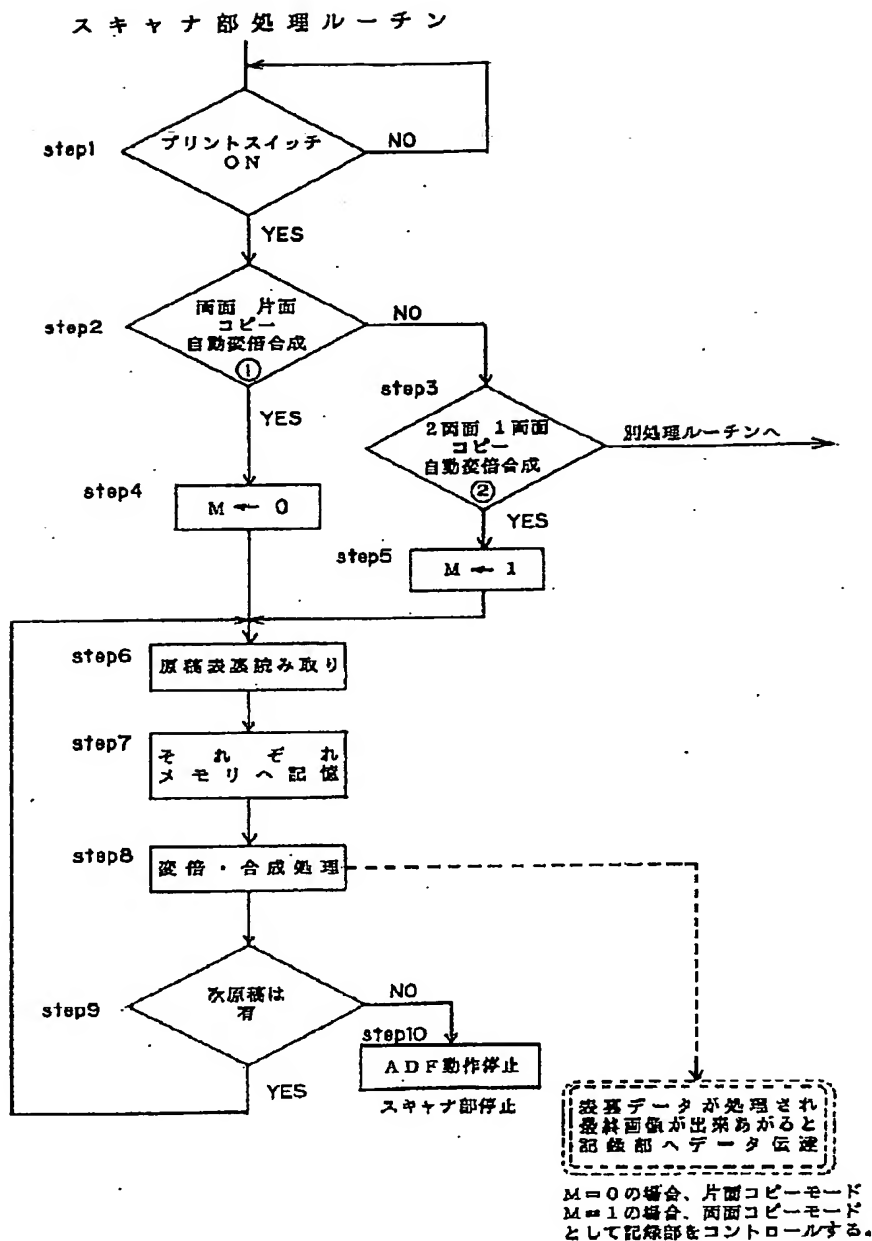 スキャナ部処理ルーチン
step1
プリントスイッチ
ON
NO
YES
step2
両面 片面
コピー
自動変倍合成
①
NO
YES
step3
2両面 1両面
コピー
自動変倍合成
②
別処理ルーチンへ
YES
step4
M ← 0
step5
M ← 1
step6
原稿表裏読み取り
step7
それぞれ
メモリへ記憶
step8
変倍・合成処理
step9
次原稿は
有
NO
YES
step10
ADF動作停止
スキャナ部停止
表裏データが処理され
最終画像が出来あがると
記録部へデータ伝達
M=0の場合、片面コピーモード
M=1の場合、両面コピーモード
として記録部をコントロールする。